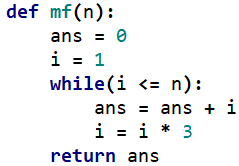 def mf(n):
    ans = 0
    i = 1
    while(i <= n):
        ans = ans + i
        i = i * 3
    return ans